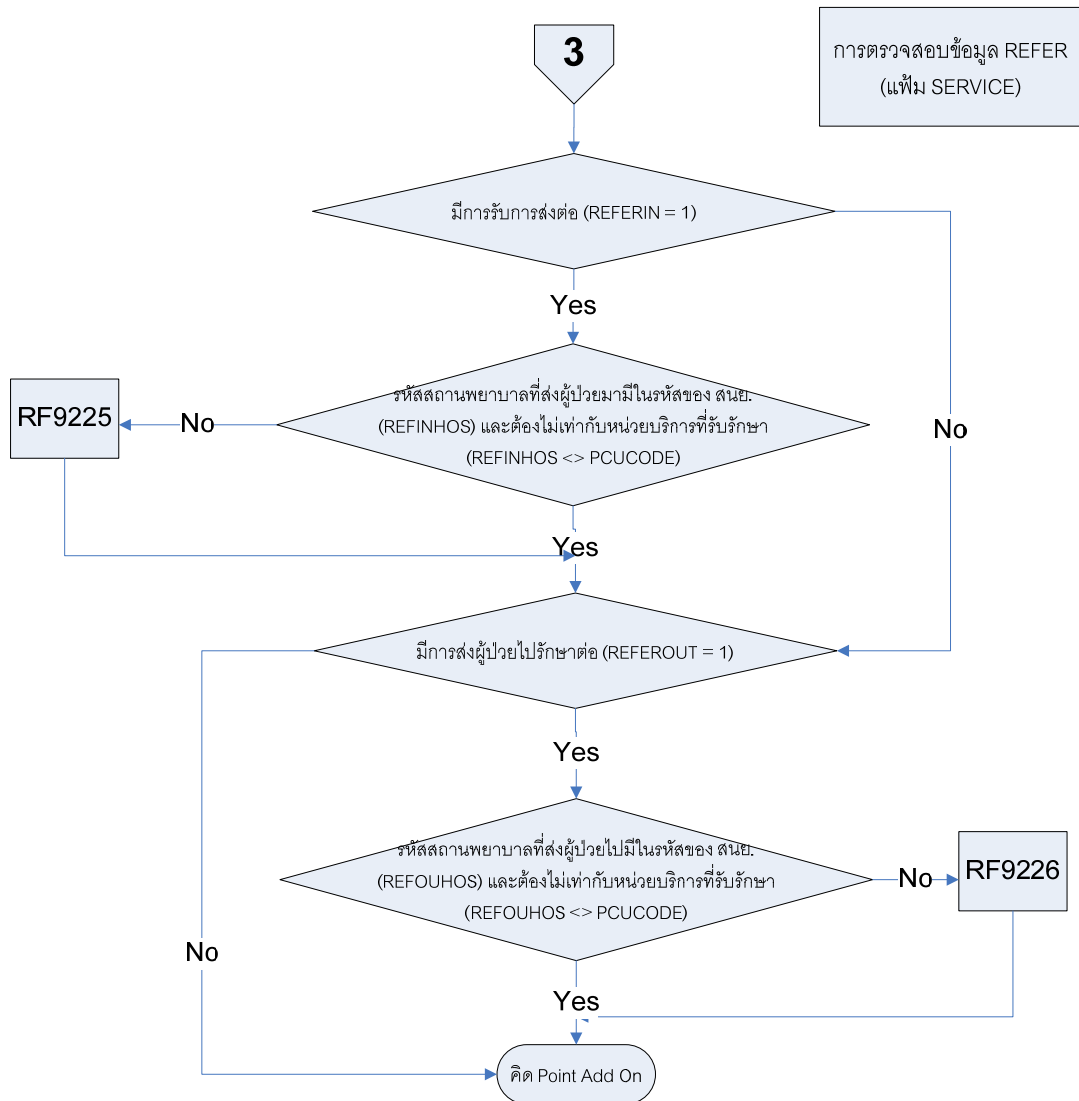 3
การตรวจสอบข้อมูล REFER
(แฟ้ม SERVICE)
มีการรับการส่งต่อ (REFERIN = 1)
Yes
No
รหัสสถานพยาบาลที่ส่งผู้ป่วยมามีในรหัสของ สนย.
(REFINHOS) และต้องไม่เท่ากับหน่วยบริการที่รับรักษา
(REFINHOS <> PCUCODE)
No
RF9225
Yes
มีการส่งผู้ป่วยไปรักษาต่อ (REFEROUT = 1)
Yes
No
รหัสสถานพยาบาลที่ส่งผู้ป่วยไปมีในรหัสของ สนย.
(REFOUHOS) และต้องไม่เท่ากับหน่วยบริการที่รับรักษา
(REFOUHOS <> PCUCODE)
No
RF9226
Yes
คิด Point Add On